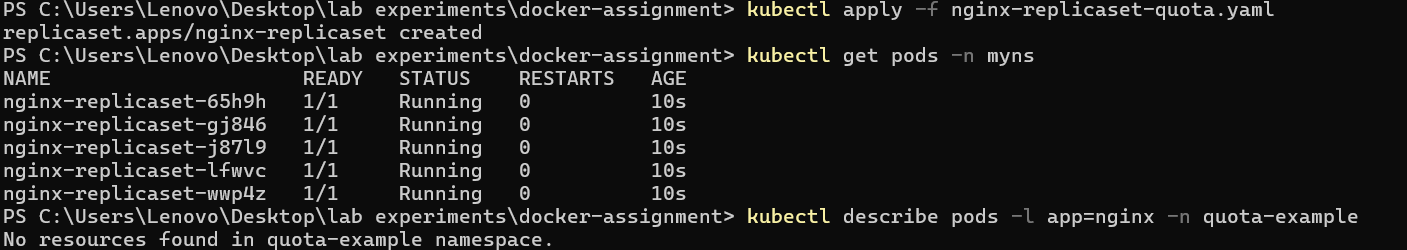 PS C:\Users\Lenovo\Desktop\lab experiments\docker-assignment> kubectl apply -f nginx-replicaset-quota.yaml
replicaset.apps/nginx-replicaset created
PS C:\Users\Lenovo\Desktop\lab experiments\docker-assignment> kubectl get pods -n myns
NAME                     READY   STATUS    RESTARTS   AGE
nginx-replicaset-65h9h   1/1     Running   0          10s
nginx-replicaset-gj846   1/1     Running   0          10s
nginx-replicaset-j87l9   1/1     Running   0          10s
nginx-replicaset-lfwvc   1/1     Running   0          10s
nginx-replicaset-wwp4z   1/1     Running   0          10s
PS C:\Users\Lenovo\Desktop\lab experiments\docker-assignment> kubectl describe pods -l app=nginx -n quota-example
No resources found in quota-example namespace.